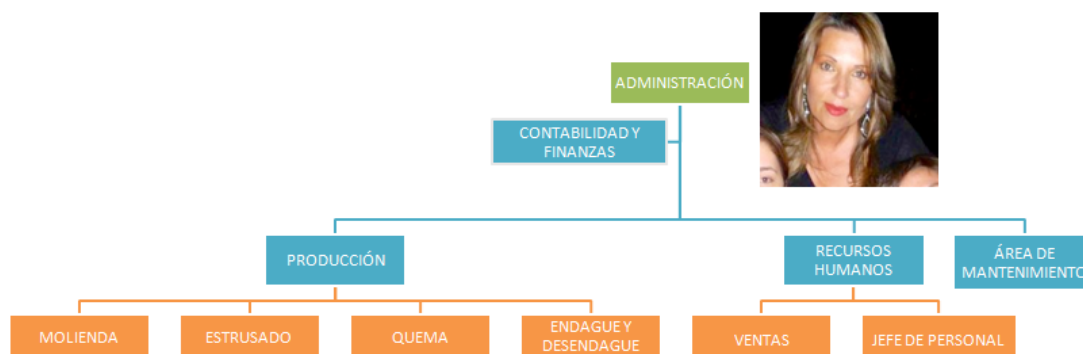 ADMINISTRACIÓN
CONTABILIDAD Y
FINANZAS
PRODUCCIÓN
RECURSOS
HUMANOS
ÁREA DE
MANTENIMIENTO
MOLIENDA
ESTRUSADO
QUEMA
ENDAGUE Y
DESENDAGUE
VENTAS
JEFE DE PERSONAL